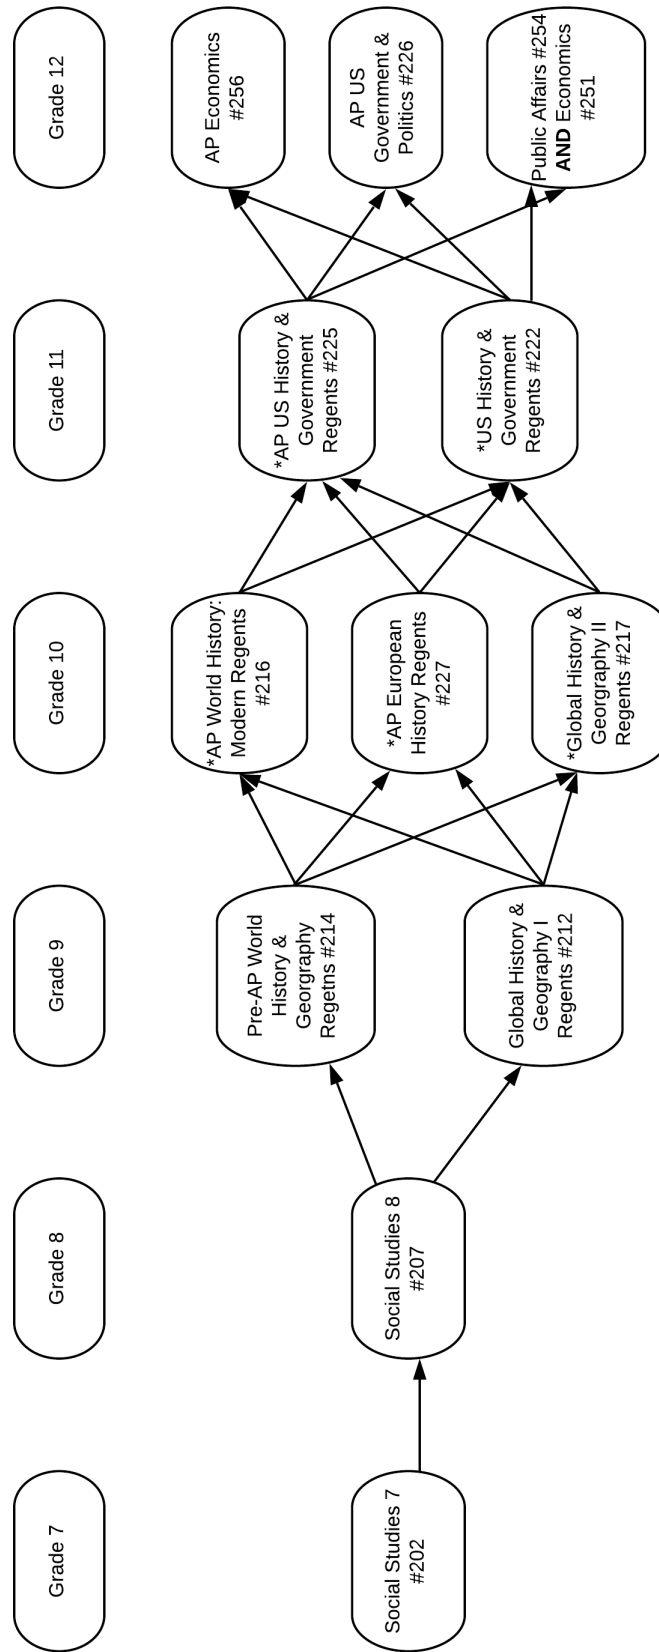 Grade 7
Grade 8
Grade 9
Grade 10
Grade 11
Grade 12
Social Studies 7
#202
Social Studies 8
#207
Pre-AP World
History &
Georgraphy
Regetns #214
Global History &
Geography I
Regents #212
*AP World History:
Modern Regents
#216
*AP European
History Regents
#227
*Global History &
Georgraphy II
Regents #217
*AP US History &
Government
Regents #225
*US History &
Government
Regents #222
AP Economics
#256
AP US
Government &
Politics #226
Public Affairs #254
AND Economics
#251